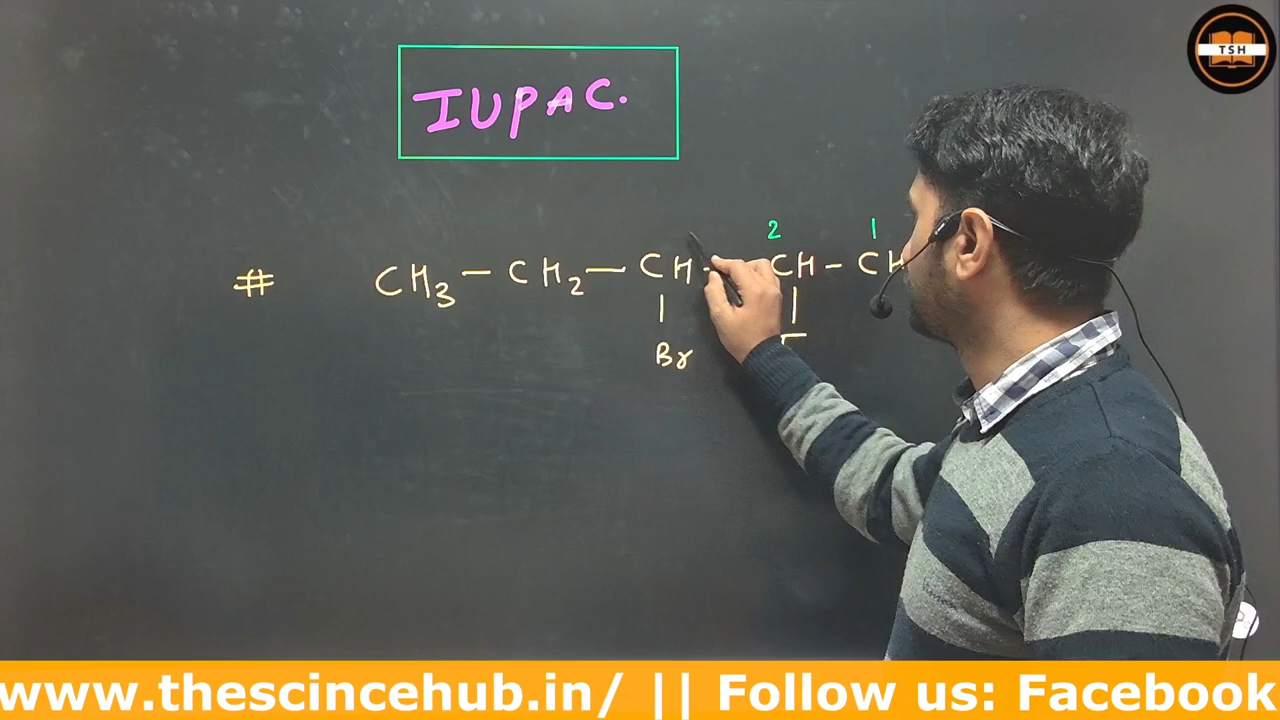 TSH
IUPAC.
2 1
# CH3 — CH2 — CH - CH - CH
Br F
www.thescincehub.in/ || Follow us: Facebook